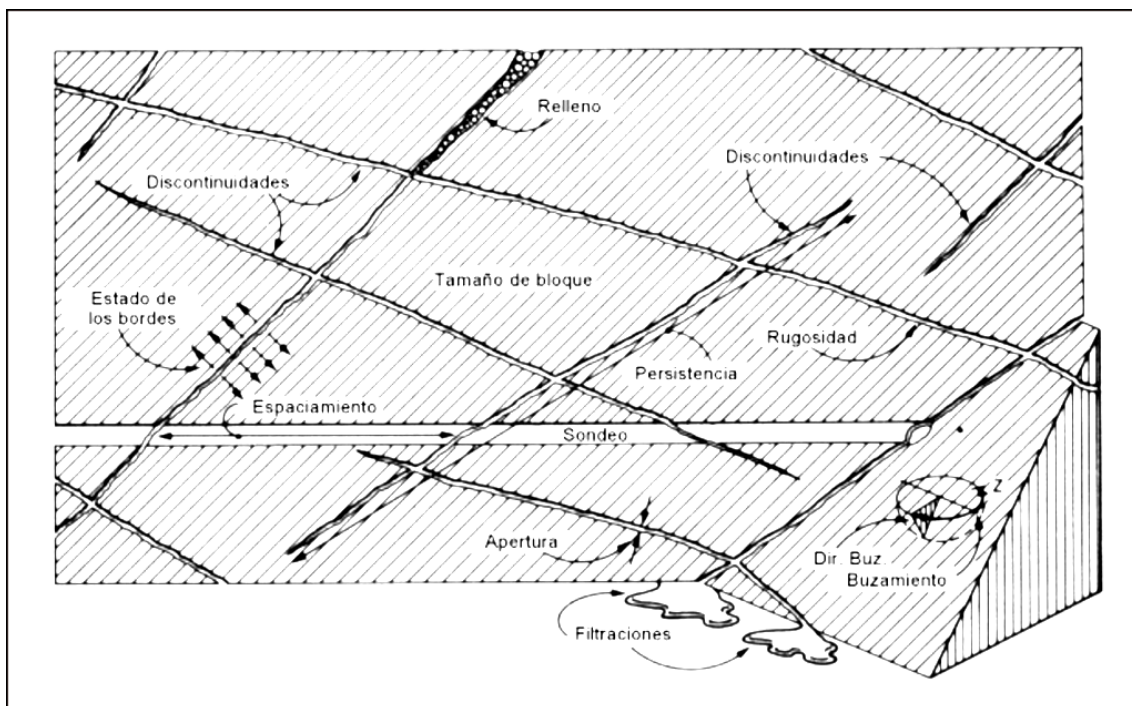 Relleno
Discontinuidades
Discontinuidades
Tamaño de bloque
Estado de
los bordes
Rugosidad
Persistencia
Espaciamiento
Sondeo
Z
Apertura
Dir. Buz.
Buzamiento
Filtraciones